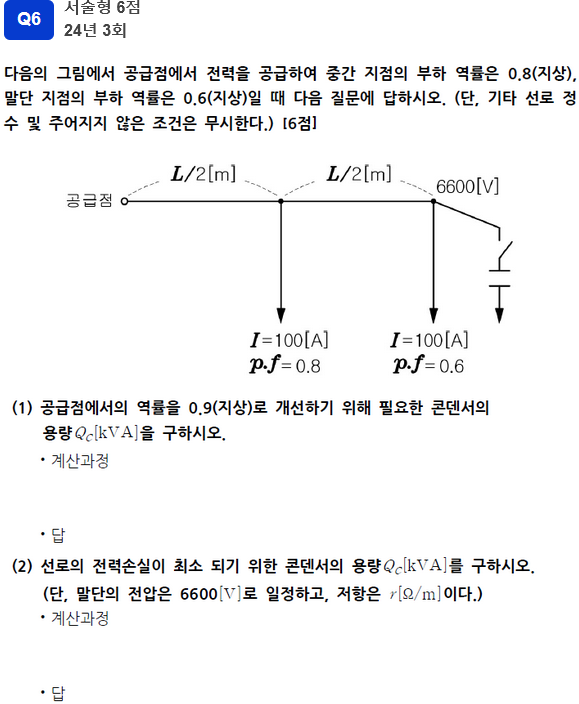 Q6
서술형 6점
24년 3회
다음의 그림에서 공급점에서 전력을 공급하여 중간 지점의 부하 역률은 0.8(지상),
말단 지점의 부하 역률은 0.6(지상)일 때 다음 질문에 답하시오. (단, 기타 선로 정
수 및 주어지지 않은 조건은 무시한다.) [6점]
L/2[m] L/2[m]
6600[V]
공급점
I=100[A] I=100[A]
p.f=0.8 p.f=0.6
(1) 공급점에서의 역률을 0.9(지상)로 개선하기 위해 필요한 콘덴서의
용량 Qc[kVA]을 구하시오.
• 계산과정
• 답
(2) 선로의 전력손실이 최소 되기 위한 콘덴서의 용량 Qc[kVA]를 구하시오.
(단, 말단의 전압은 6600[V]로 일정하고, 저항은 r[Ω/m]이다.)
• 계산과정
• 답